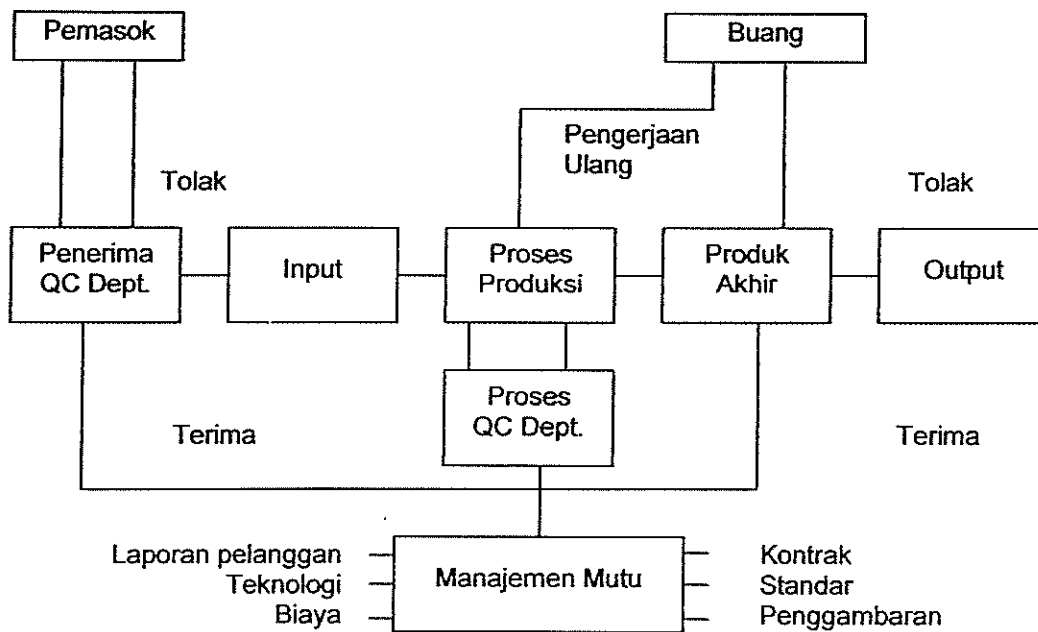 Pemasok
Buang
Pengerjaan
Ulang
Tolak
Tolak
Penerima
QC Dept.
Input
Proses
Produksi
Produk
Akhir
Output
Proses
QC Dept.
Terima
Terima
Laporan pelanggan
Teknologi
Biaya
Manajemen Mutu
Kontrak
Standar
Penggambaran